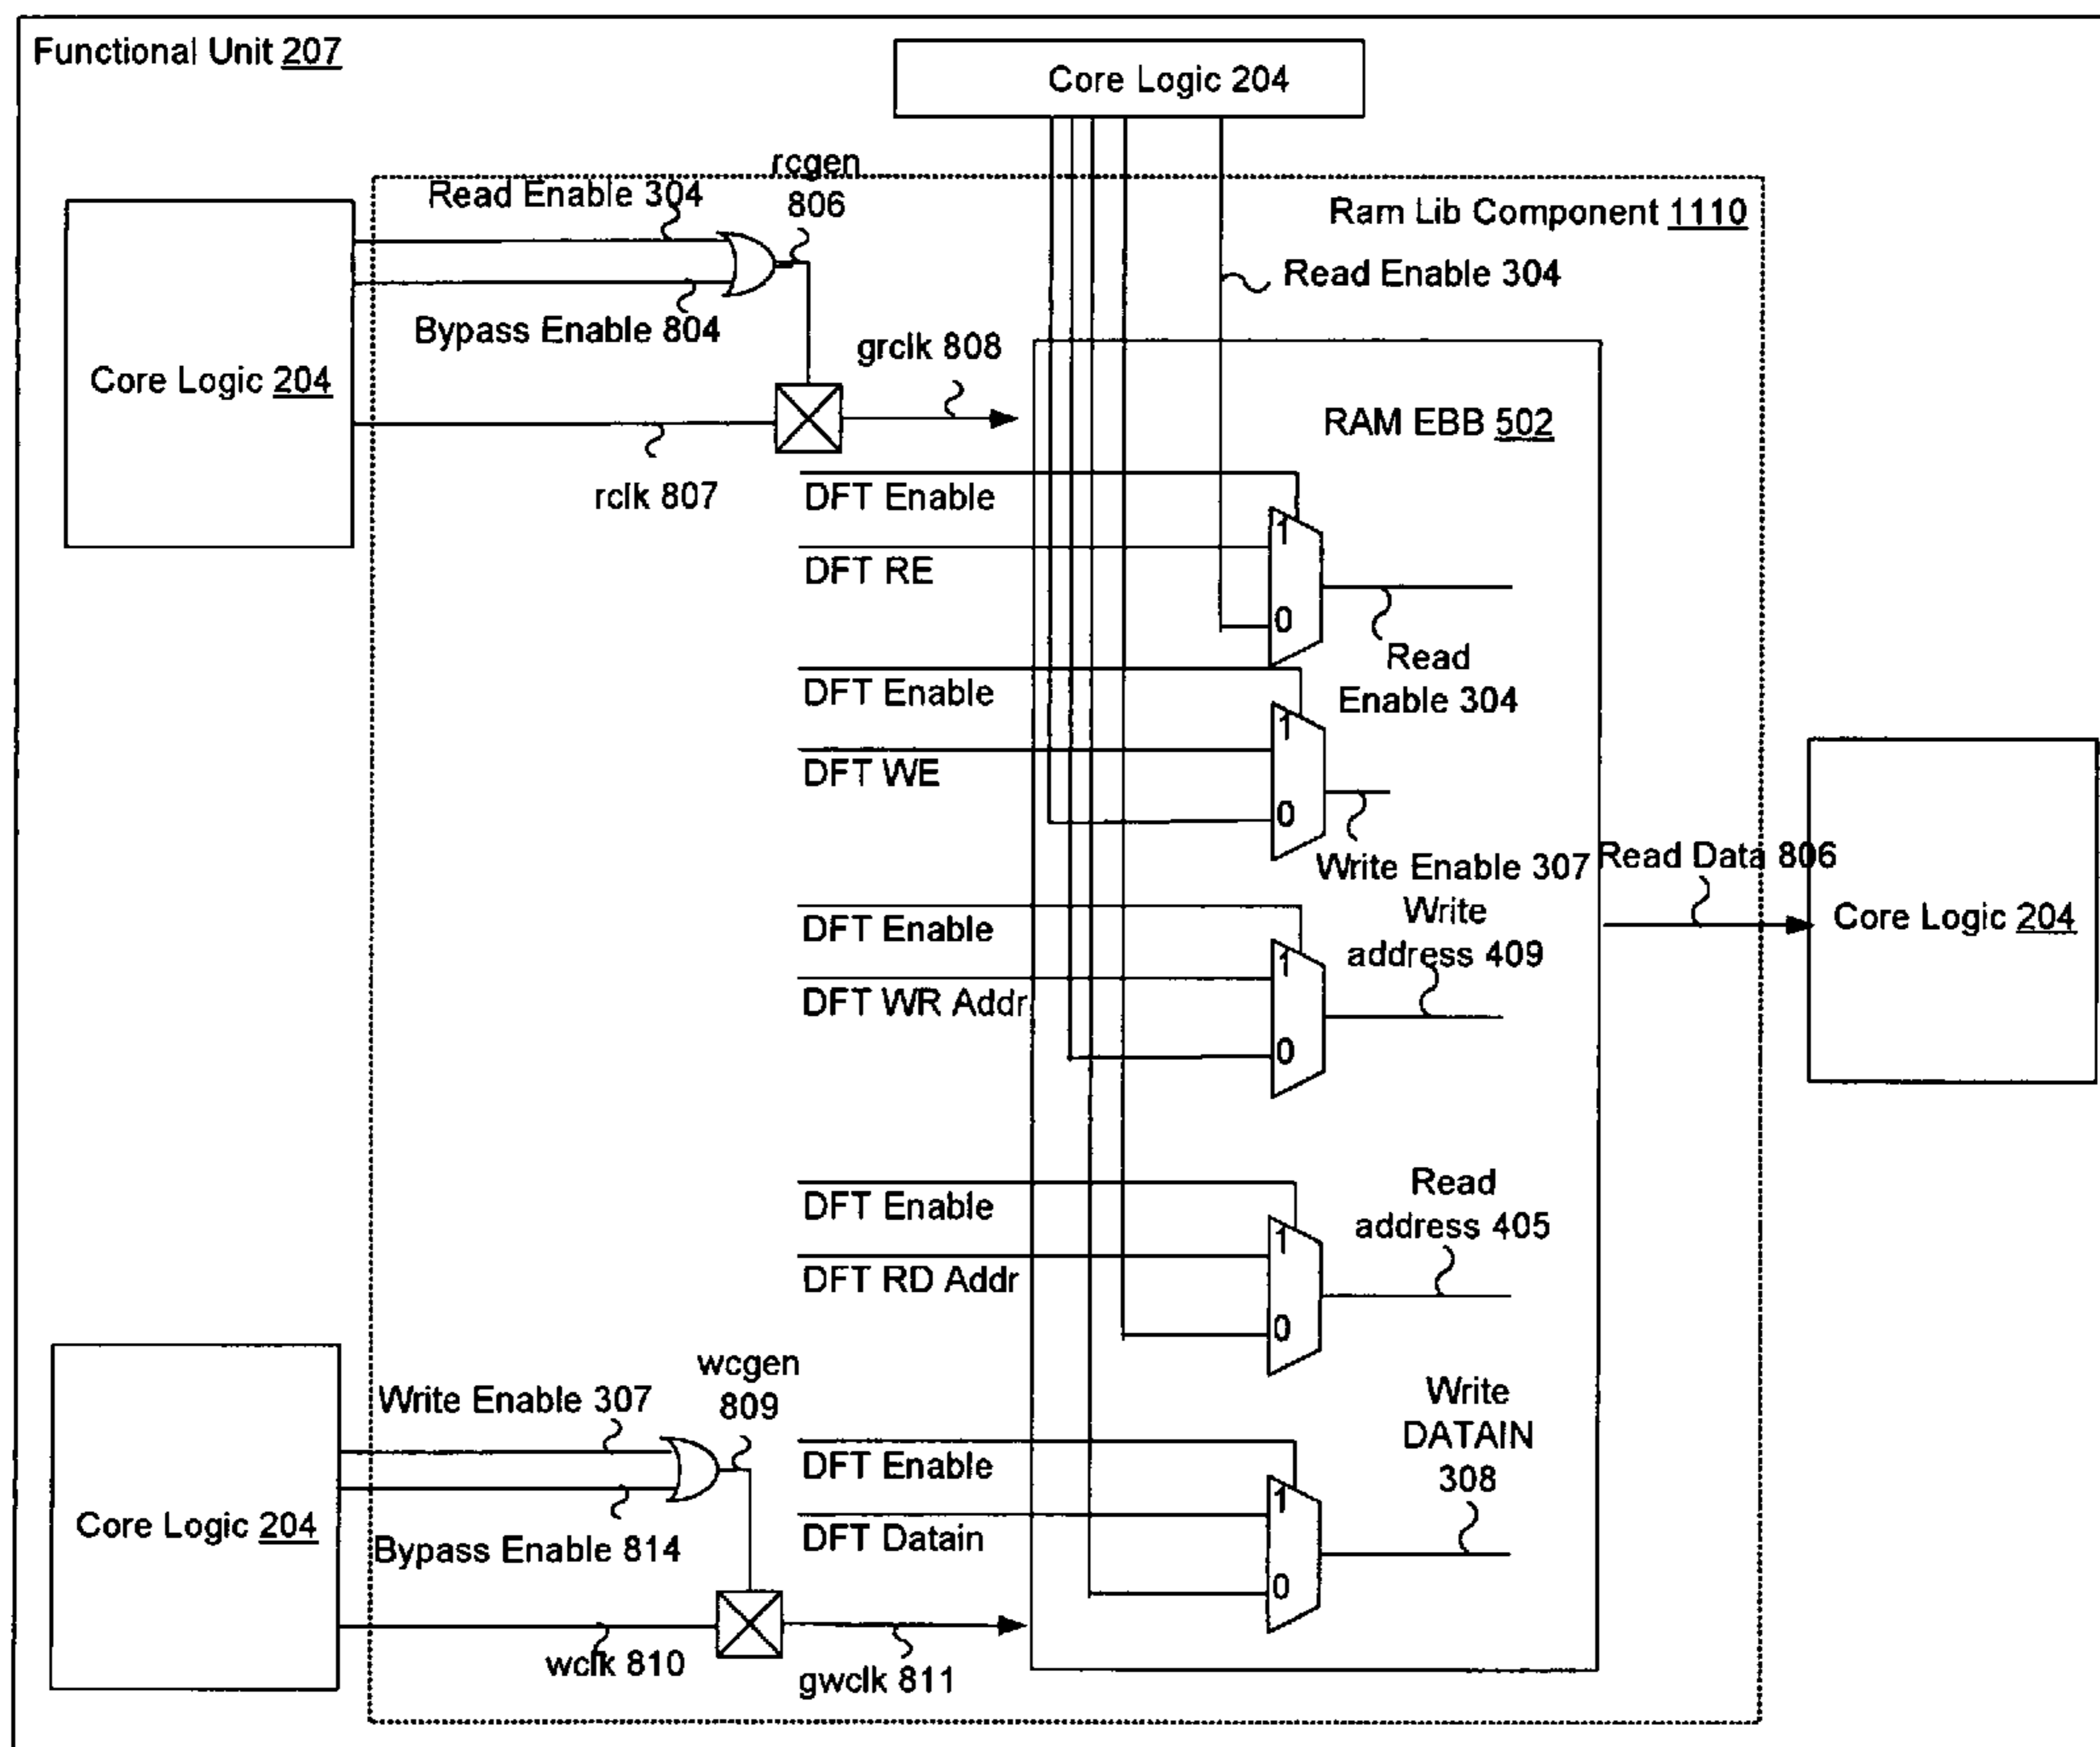 Functional Unit 207
Core Logic 204
rcgen
806
Read Enable 304
Ram Lib Component 1110
Read Enable 304
Bypass Enable 804
grclk 808
Core Logic 204
RAM EBB 502
rclk 807
DFT Enable
1
DFT RE
0
Read
Enable 304
DFT Enable
1
DFT WE
0
Write Enable 307
Read Data 806
Write
address 409
DFT Enable
1
Core Logic 204
DFT WR Addr
0
Read
address 405
DFT Enable
1
DFT RD Addr
0
wcgen
809
Write Enable 307
Write
DATAIN
308
DFT Enable
1
Core Logic 204
DFT Datain
Bypass Enable 814
0
wclk 810
gwclk 811